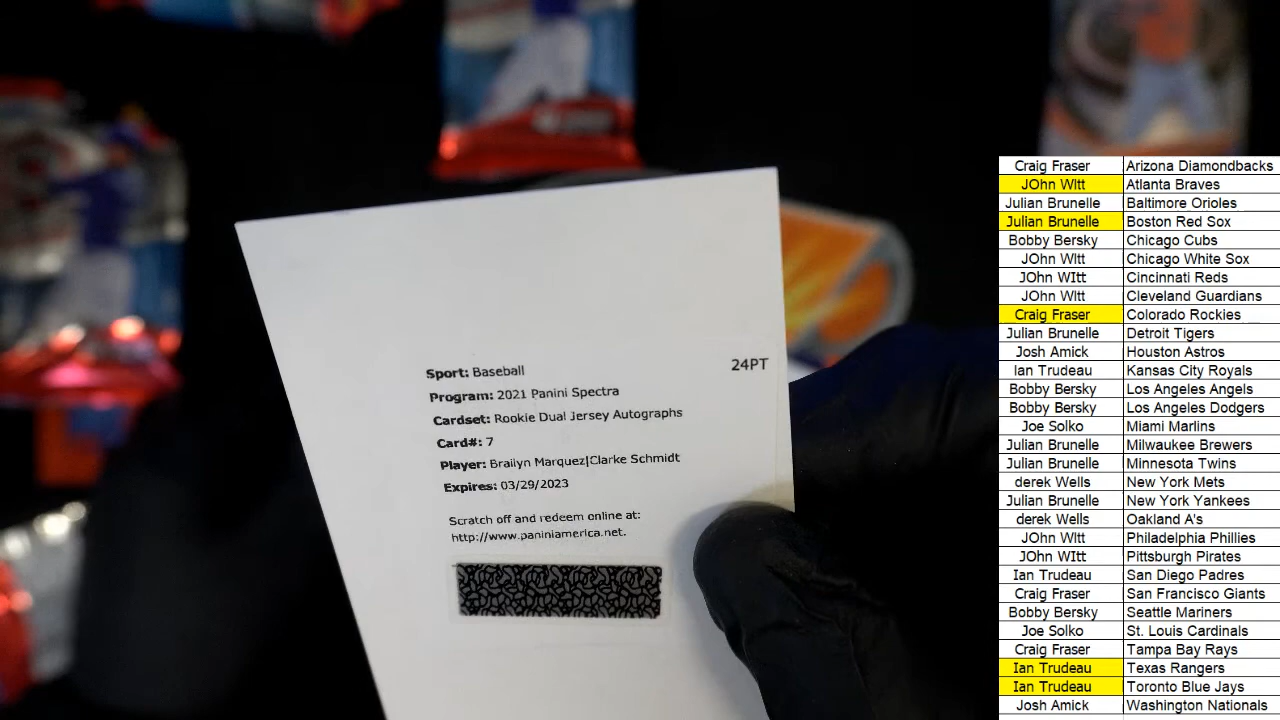 Sport: Baseball
24PT
Program: 2021 Panini Spectra
Cardset: Rookie Dual Jersey Autographs
Card#: 7
Player: Brailyn Marquez|Clarke Schmidt
Expires: 03/29/2023
Scratch off and redeem online at:
http://www.paniniamerica.net.
Craig Fraser Arizona Diamondbacks
JOhn WItt Atlanta Braves
Julian Brunelle Baltimore Orioles
Julian Brunelle Boston Red Sox
Bobby Bersky Chicago Cubs
JOhn WItt Chicago White Sox
JOhn WItt Cincinnati Reds
JOhn WItt Cleveland Guardians
Craig Fraser Colorado Rockies
Julian Brunelle Detroit Tigers
Josh Amick Houston Astros
Ian Trudeau Kansas City Royals
Bobby Bersky Los Angeles Angels
Bobby Bersky Los Angeles Dodgers
Joe Solko Miami Marlins
Julian Brunelle Milwaukee Brewers
Julian Brunelle Minnesota Twins
derek Wells New York Mets
Julian Brunelle New York Yankees
derek Wells Oakland A's
JOhn WItt Philadelphia Phillies
JOhn WItt Pittsburgh Pirates
Ian Trudeau San Diego Padres
Craig Fraser San Francisco Giants
Bobby Bersky Seattle Mariners
Joe Solko St. Louis Cardinals
Craig Fraser Tampa Bay Rays
Ian Trudeau Texas Rangers
Ian Trudeau Toronto Blue Jays
Josh Amick Washington Nationals